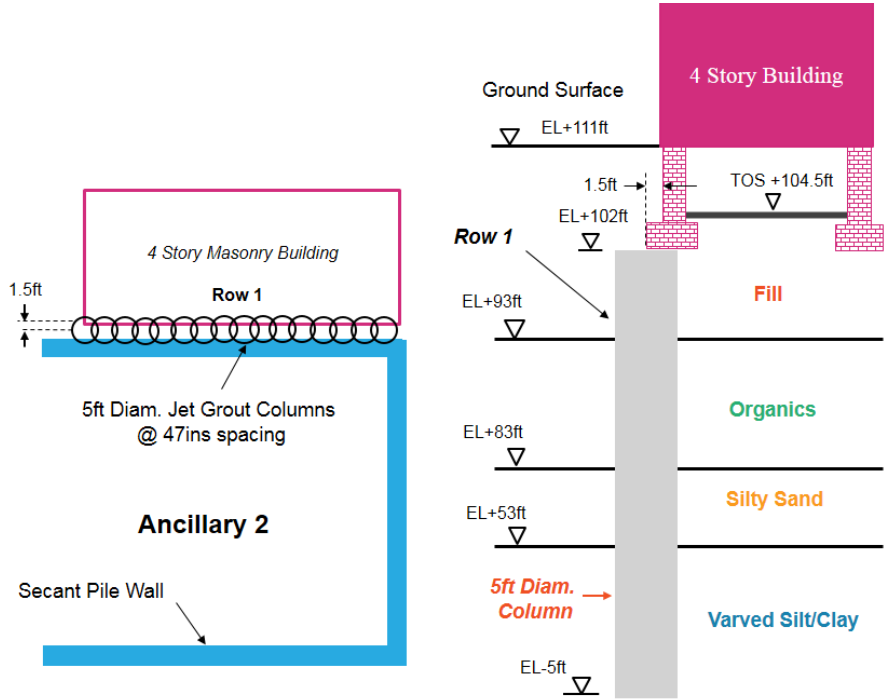 4 Story Masonry Building
Row 1
1.5ft
5ft Diam. Jet Grout Columns
@ 47ins spacing
Ancillary 2
Secant Pile Wall
4 Story Building
Ground Surface
EL+111ft
1.5ft
TOS +104.5ft
EL+102ft
Row 1
Fill
EL+93ft
Organics
EL+83ft
Silty Sand
EL+53ft
5ft Diam.
Column
Varved Silt/Clay
EL-5ft